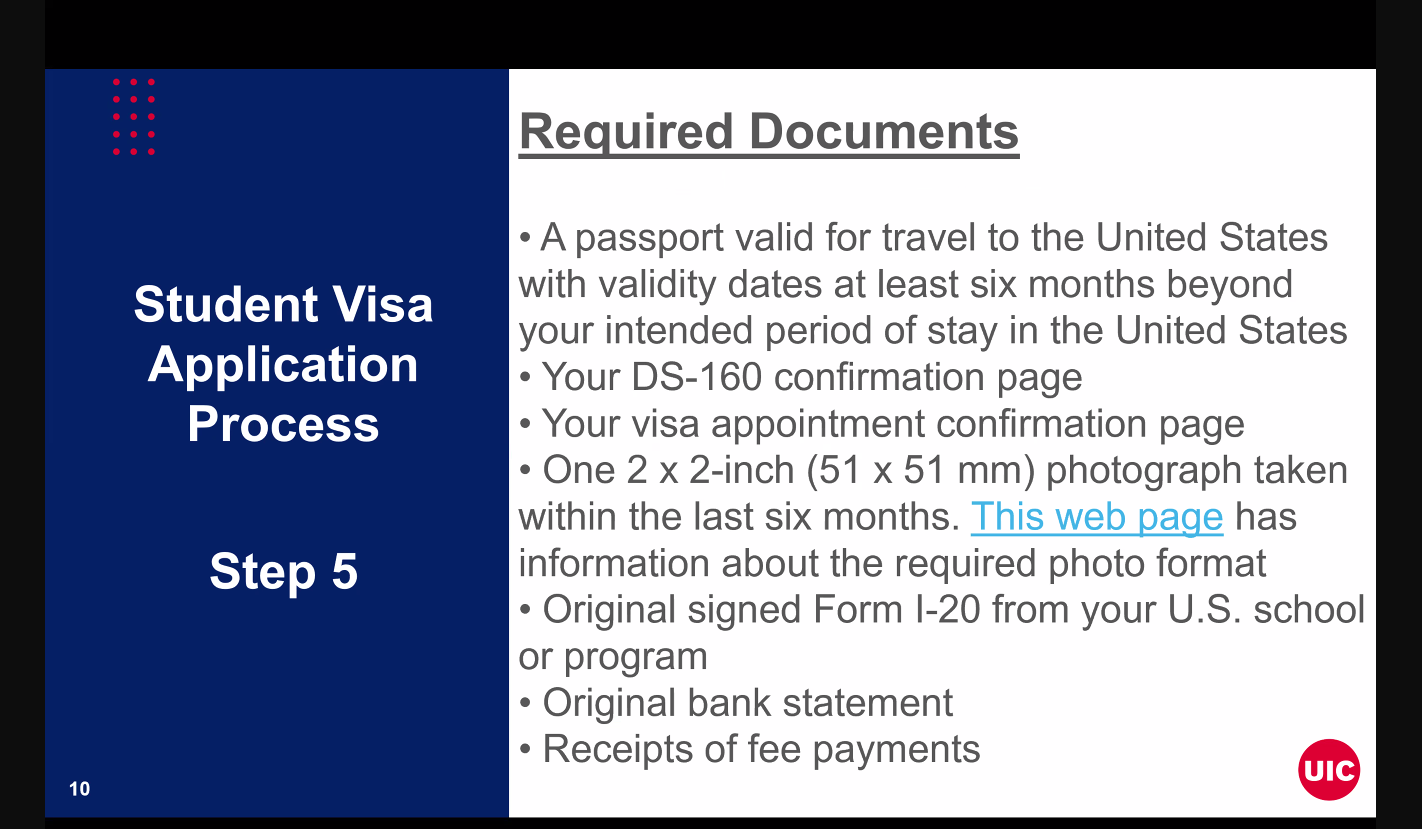 Student Visa
Application
Process
Step 5
10
Required Documents
• A passport valid for travel to the United States
with validity dates at least six months beyond
your intended period of stay in the United States
• Your DS-160 confirmation page
• Your visa appointment confirmation page
• One 2 x 2-inch (51 x 51 mm) photograph taken
within the last six months. This web page has
information about the required photo format
• Original signed Form I-20 from your U.S. school
or program
• Original bank statement
• Receipts of fee payments
UIC